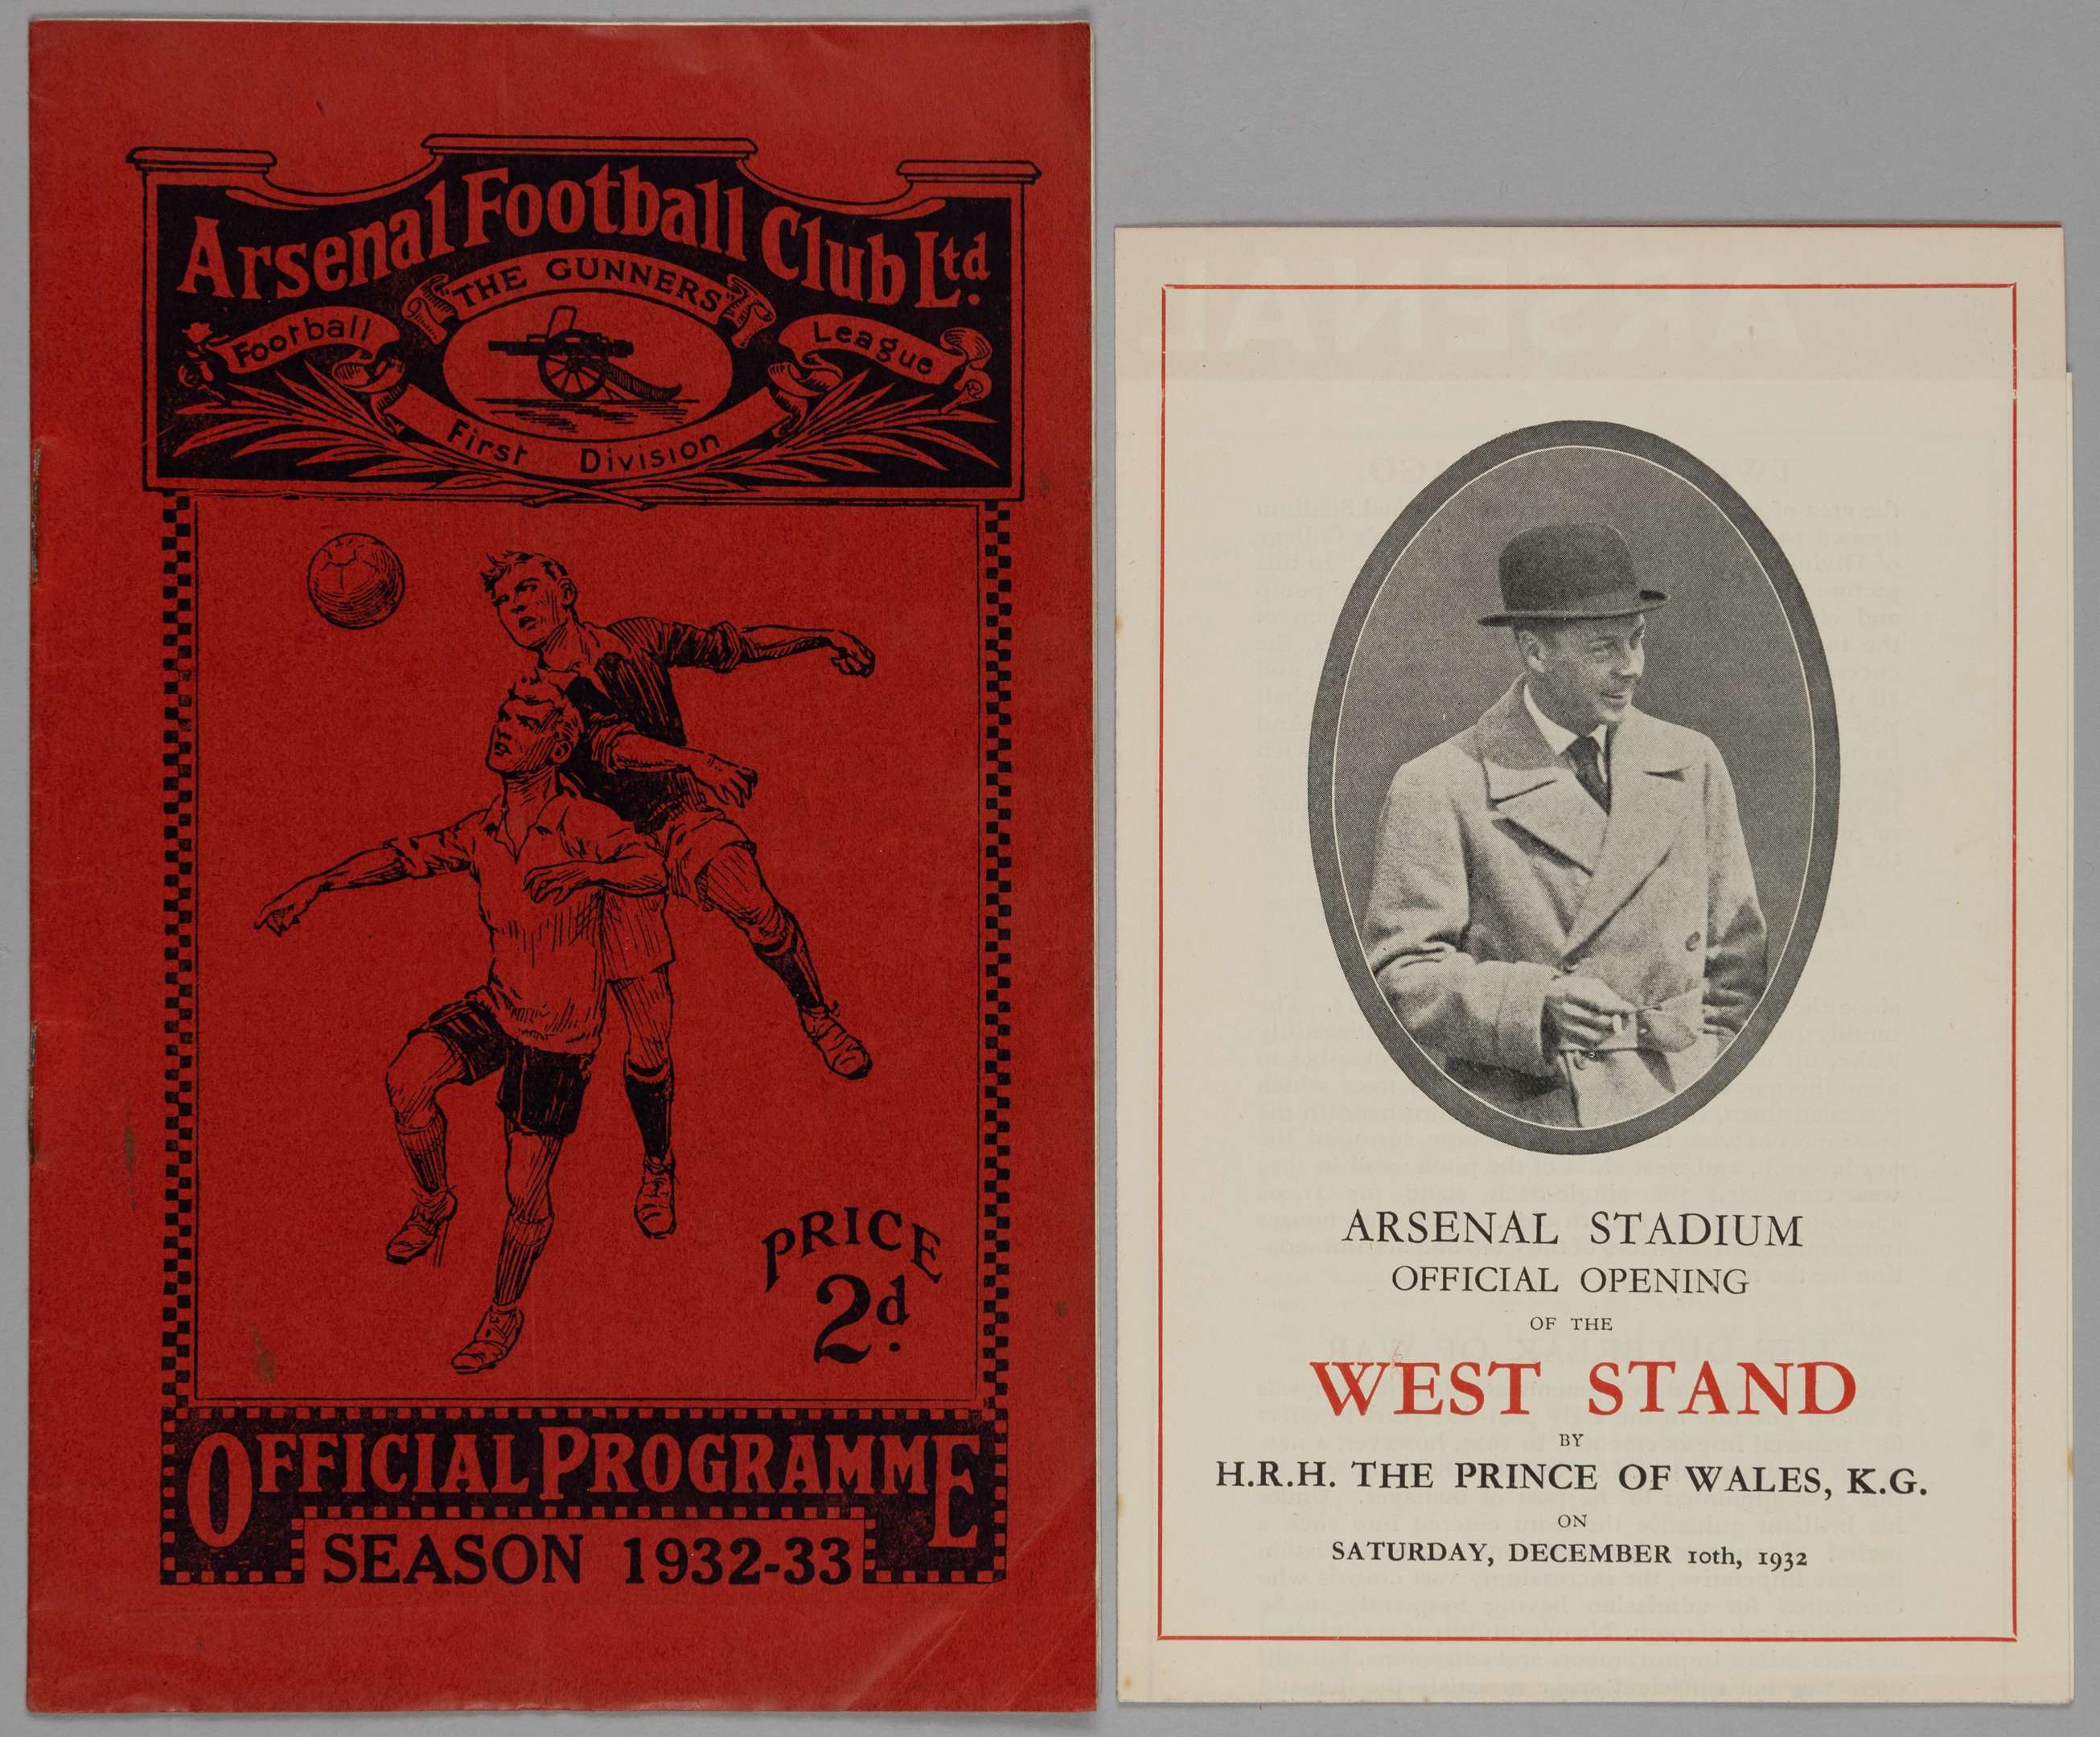 Arsenal Football Club Ltd.
"THE GUNNERS"
Football League
First Division
PRICE
2d.
OFFICIAL PROGRAMME
SEASON 1932-33
ARSENAL
ARSENAL STADIUM
OFFICIAL OPENING
OF THE
WEST STAND
BY
H.R.H. THE PRINCE OF WALES, K.G.
ON
SATURDAY, DECEMBER 10th, 1932